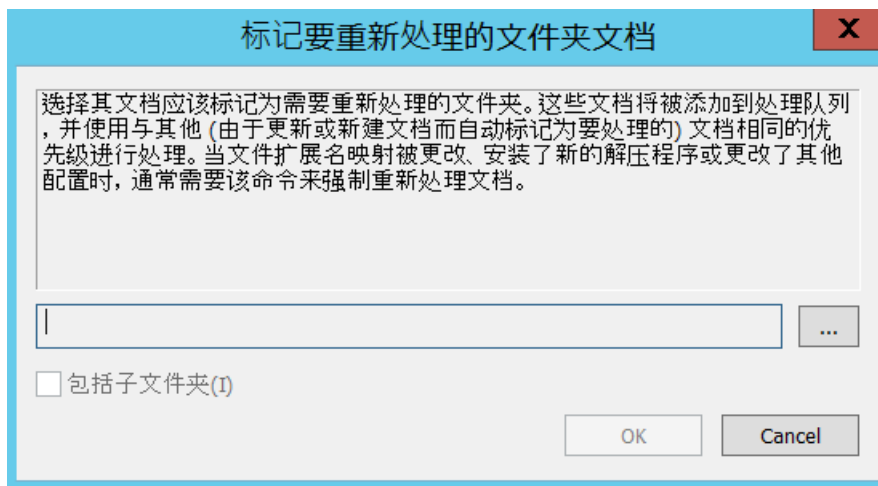 标记要重新处理的文件夹文档
X
选择其文档应该标记为需要重新处理的文件夹。这些文档将被添加到处理队列
，并使用与其他 (由于更新或新建文档而自动标记为要处理的) 文档相同的优
先級进行处理。当文件扩展名映射被更改、安装了新的解压程序或更改了其他
配置时，通常需要该命令来强制重新处理文档。
...
包括子文件夹(I)
OK
Cancel